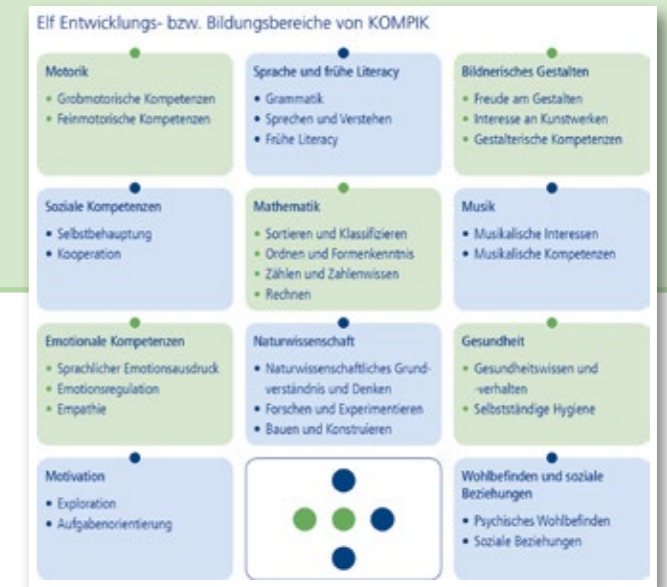 Elf Entwicklungs- bzw. Bildungsbereiche von KOMPIK
Motorik
• Grobmotorische Kompetenzen
• Feinmotorische Kompetenzen
Sprache und frühe Literacy
• Grammatik
• Sprechen und Verstehen
• Frühe Literacy
Bildnerisches Gestalten
• Freude am Gestalten
• Interesse an Kunstwerken
• Gestalterische Kompetenzen
Soziale Kompetenzen
• Selbstbehauptung
• Kooperation
Mathematik
• Sortieren und Klassifizieren
• Ordnen und Formenkenntnis
• Zählen und Zahlenwissen
• Rechnen
Musik
• Musikalische Interessen
• Musikalische Kompetenzen
Emotionale Kompetenzen
• Sprachlicher Emotionsausdruck
• Emotionsregulation
• Empathie
Naturwissenschaft
• Naturwissenschaftliches Grund-
verständnis und Denken
• Forschen und Experimentieren
• Bauen und Konstruieren
Gesundheit
• Gesundheitswissen und
-verhalten
• Selbstständige Hygiene
Motivation
• Exploration
• Aufgabenorientierung
Wohlbefinden und soziale
Beziehungen
• Psychisches Wohlbefinden
• Soziale Beziehungen